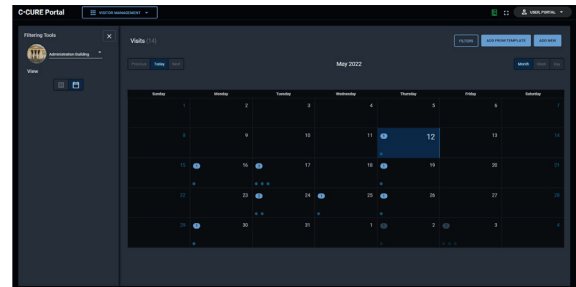 C•CURE Portal
VISITOR MANAGEMENT
USER, PORTAL
Filtering Tools
Administration Building
View
Visits (14)
FILTERS
ADD FROM TEMPLATE
ADD NEW
Previous Today Next
May 2022
Month Week Day
Sunday Monday Tuesday Wednesday Thursday Friday Saturday
1 2 3 4 5 6 7
8 9 10 11 12 13 14
15 16 17 18 19 20 21
22 23 24 25 26 27 28
29 30 31 1 2 3 4